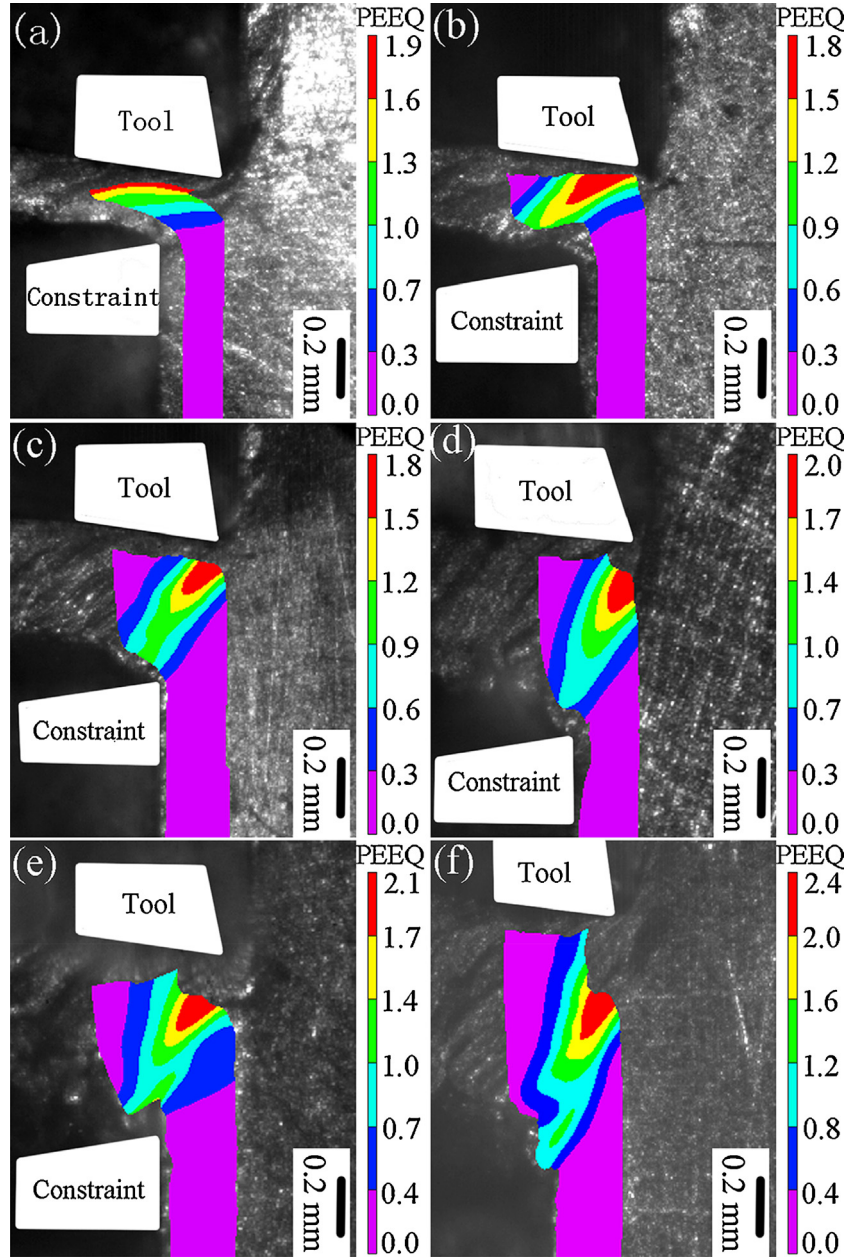 (a)
PEEQ
1.9
1.6
1.3
1.0
0.7
0.3
0.0
Tool
Constraint
0.2 mm
(b)
PEEQ
1.8
1.5
1.2
0.9
0.6
0.3
0.0
Tool
Constraint
0.2 mm
(c)
PEEQ
1.8
1.5
1.2
0.9
0.6
0.3
0.0
Tool
Constraint
0.2 mm
(d)
PEEQ
2.0
1.7
1.4
1.0
0.7
0.3
0.0
Tool
Constraint
0.2 mm
(e)
PEEQ
2.1
1.7
1.4
1.0
0.7
0.4
0.0
Tool
Constraint
0.2 mm
(f)
PEEQ
2.4
2.0
1.6
1.2
0.8
0.4
0.0
Tool
0.2 mm